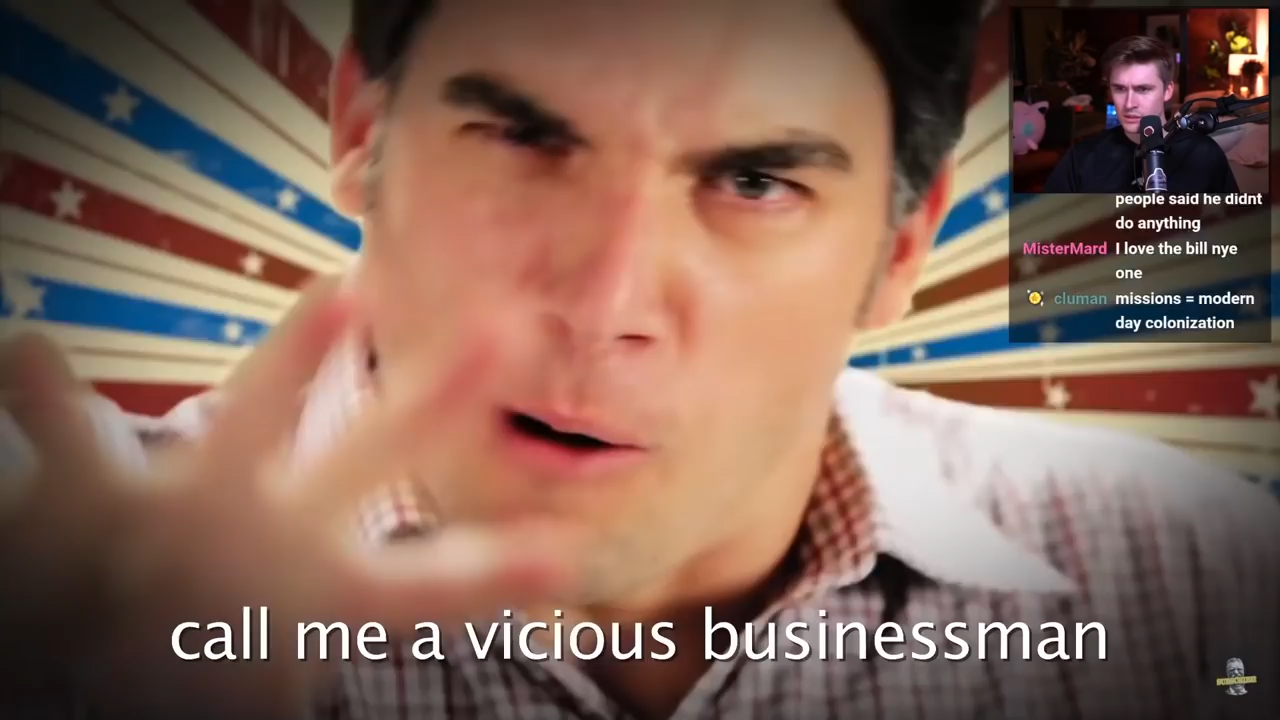 people said he didnt
do anything
MisterMard I love the bill nye
one
cluman missions = modern
day colonization
call me a vicious businessman